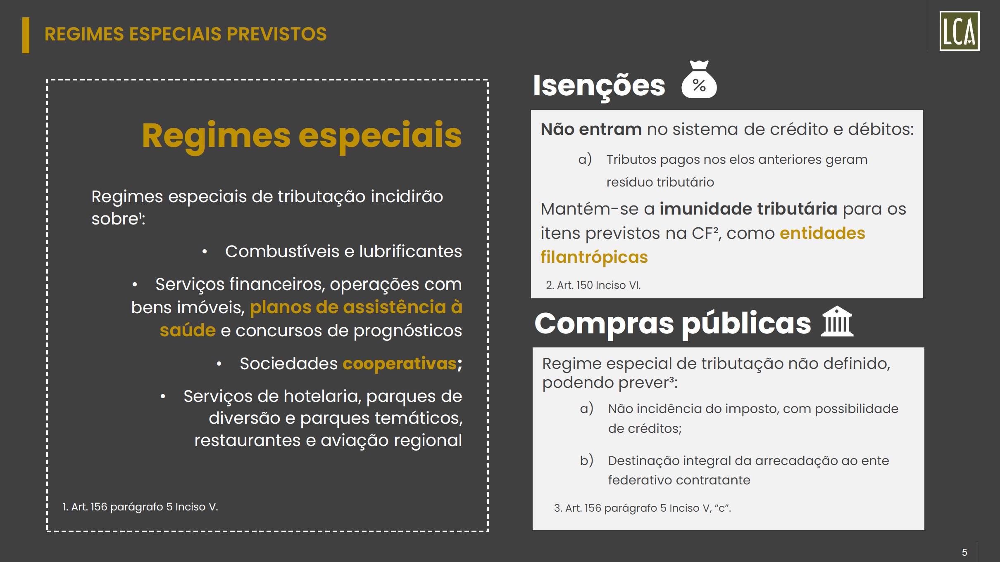 REGIMES ESPECIAIS PREVISTOS
LCA
Regimes especiais
Regimes especiais de tributação incidirão
sobre¹:
• Combustíveis e lubrificantes
• Serviços financeiros, operações com
bens imóveis, planos de assistência à
saúde e concursos de prognósticos
• Sociedades cooperativas;
• Serviços de hotelaria, parques de
diversão e parques temáticos,
restaurantes e aviação regional
1. Art. 156 parágrafo 5 Inciso V.
Isenções
%
Não entram no sistema de crédito e débitos:
a) Tributos pagos nos elos anteriores geram
resíduo tributário
Mantém-se a imunidade tributária para os
itens previstos na CF², como entidades
filantrópicas
2. Art. 150 Inciso VI.
Compras públicas
Regime especial de tributação não definido,
podendo prever³:
a) Não incidência do imposto, com possibilidade
de créditos;
b) Destinação integral da arrecadação ao ente
federativo contratante
3. Art. 156 parágrafo 5 Inciso V, “c”.
5